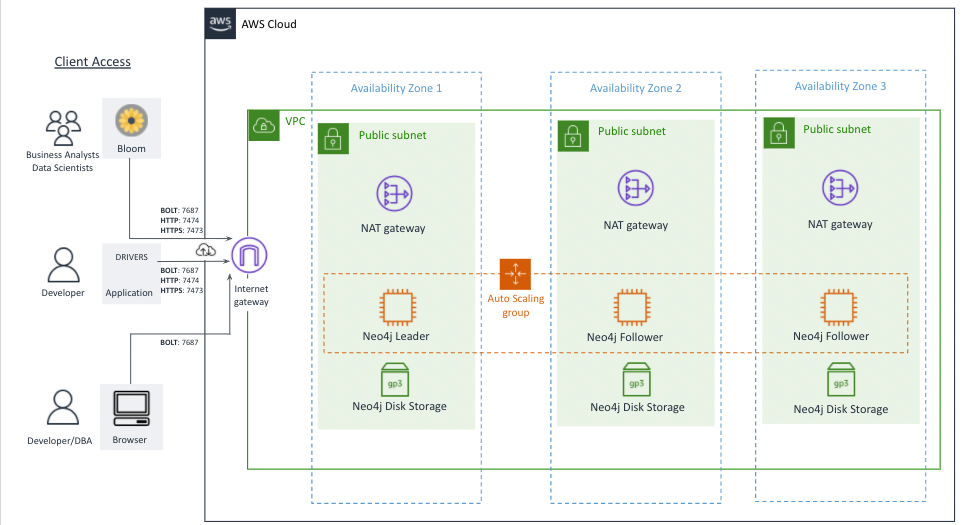 aws
AWS Cloud
Client Access
Availability Zone 1
Availability Zone 2
Availability Zone 3
VPC
Public subnet
Public subnet
Public subnet
Business Analysts
Data Scientists
Bloom
NAT gateway
NAT gateway
NAT gateway
BOLT: 7687
HTTP: 7474
HTTPS: 7473
DRIVERS
Application
Developer
BOLT: 7687
HTTP: 7474
HTTPS: 7473
Internet
gateway
Auto Scaling
group
Neo4j Leader
Neo4j Follower
Neo4j Follower
BOLT: 7687
gp3
gp3
gp3
Neo4j Disk Storage
Neo4j Disk Storage
Neo4j Disk Storage
Developer/DBA
Browser